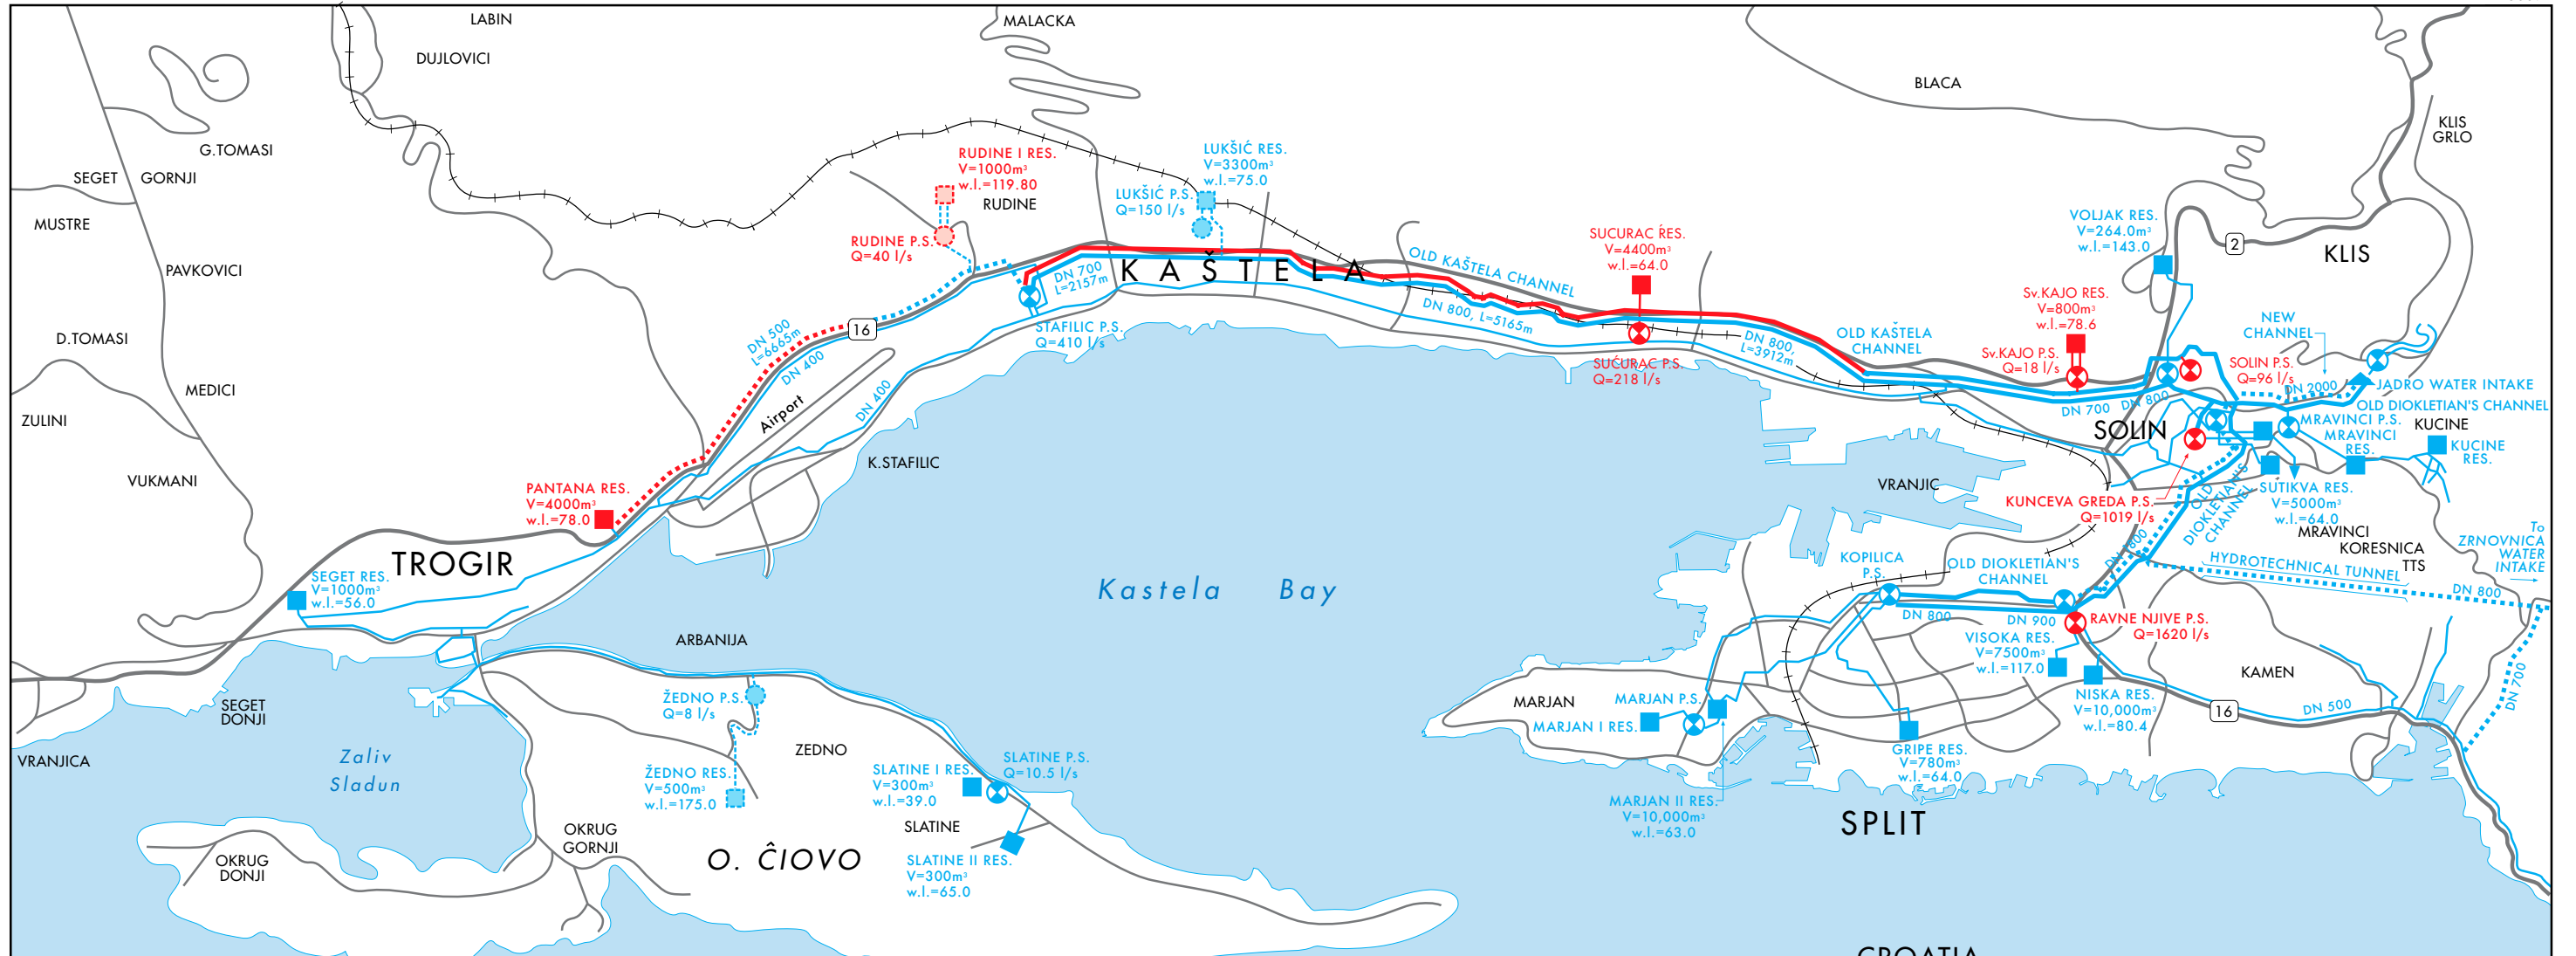 LABIN
DUJLOVICI
MALACKA
BLACA
KLIS
GRLO
G.TOMASI
SEGET GORNJI
MUSTRE
PAVKOVICI
D.TOMASI
MEDICI
ZULINI
VUKMANI
RUDINE I RES.
V=1000m³
w.l.=119.80
RUDINE
RUDINE P.S.
Q=40 l/s
LUKŠIĆ RES.
V=3300m³
w.l.=75.0
LUKŠIĆ P.S.
Q=150 l/s
KAŠTELA
DN 700
L=2157m
STAFILIC P.S.
Q=410 l/s
DN 500
L=6665m
16
DN 400
Airport
DN 400
K.STAFILIC
OLD KAŠTELA CHANNEL
DN 800, L=5165m
SUCURAC RES.
V=4400m³
w.l.=64.0
SUĆURAC P.S.
Q=218 l/s
DN 800,
L=3912m
OLD KAŠTELA
CHANNEL
VOLJAK RES.
V=264.0m³
w.l.=143.0
2
KLIS
Sv.KAJO RES.
V=800m³
w.l.=78.6
Sv.KAJO P.S.
Q=18 l/s
NEW
CHANNEL
SOLIN P.S.
Q=96 l/s
DN 2000
JADRO WATER INTAKE
OLD DIOKLETIAN'S CHANNEL
DN 700
DN 800
MRAVINCI P.S.
MRAVINCI
RES.
KUCINE
KUCINE
RES.
SOLIN
VRANJIC
KUNCEVA GREDA P.S.
Q=1019 l/s
SUTIKVA RES.
V=5000m³
w.l.=64.0
OLD
DIOKLETIAN'S
CHANNEL
MRAVINCI
KORESNICA
TTS
To
ZRNOVNICA
WATER
INTAKE
HYDROTECHNICAL TUNNEL
DN 800
DN 700
PANTANA RES.
V=4000m³
w.l.=78.0
TROGIR
SEGET RES.
V=1000m³
w.l.=56.0
Kastela Bay
KOPILICA
P.S.
OLD DIOKLETIAN'S
CHANNEL
DN 800
DN 900
RAVNE NJIVE P.S.
Q=1620 l/s
VISOKA RES.
V=7500m³
w.l.=117.0
NISKA RES.
V=10,000m³
w.l.=80.4
KAMEN
16
DN 500
ARBANIJA
ŽEDNO P.S.
Q=8 l/s
ZEDNO
ŽEDNO RES.
V=500m³
w.l.=175.0
SLATINE I RES.
V=300m³
w.l.=39.0
SLATINE P.S.
Q=10.5 l/s
SLATINE
SLATINE II RES.
V=300m³
w.l.=65.0
MARJAN
MARJAN P.S.
MARJAN I RES.
MARJAN II RES.
V=10,000m³
w.l.=63.0
GRIPE RES.
V=780m³
w.l.=64.0
SPLIT
SEGET
DONJI
VRANJICA
Zaliv
Sladun
OKRUG
GORNJI
OKRUG
DONJI
O. ĈIOVO
CROATIA